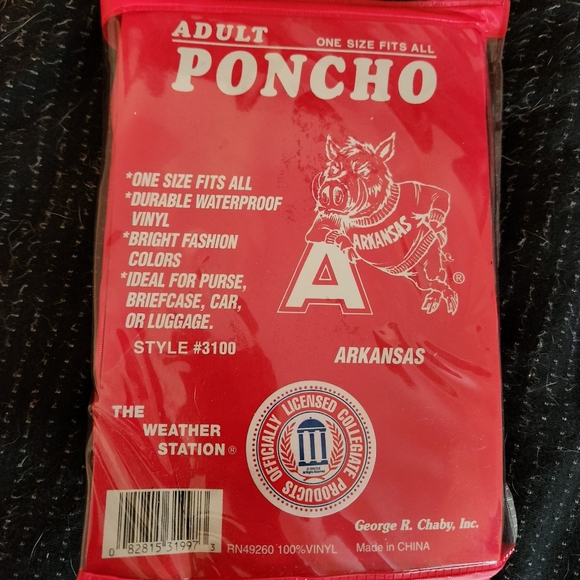 ADULT
ONE SIZE FITS ALL
PONCHO
*ONE SIZE FITS ALL
*DURABLE WATERPROOF
VINYL
*BRIGHT FASHION
COLORS
*IDEAL FOR PURSE,
BRIEFCASE, CAR,
OR LUGGAGE.
STYLE #3100
ARKANSAS
A
®
ARKANSAS
THE
WEATHER
STATION®
OFFICIALLY LICENSED COLLEGIATE PRODUCTS
George R. Chaby, Inc.
0 82815 31997 3
RN49260 100%VINYL
Made in CHINA